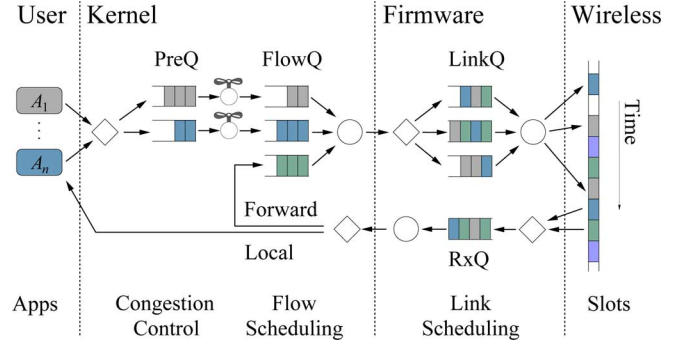 User
Kernel
Firmware
Wireless
PreQ
FlowQ
LinkQ
A1
⋮
An
Time
Forward
Local
RxQ
Apps
Congestion
Control
Flow
Scheduling
Link
Scheduling
Slots